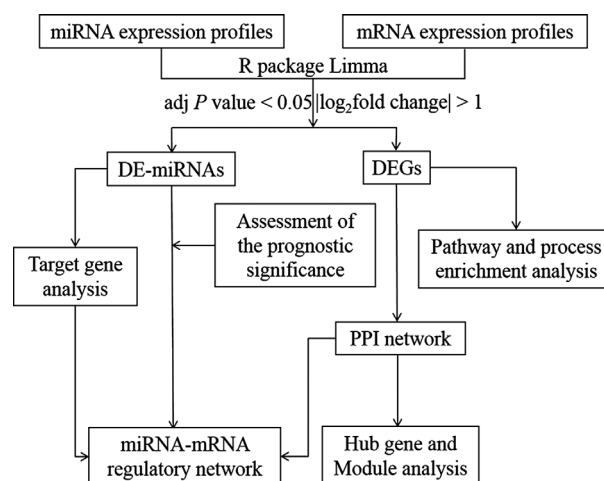 miRNA expression profiles
mRNA expression profiles
R package Limma
adj P value < 0.05 |log₂fold change| > 1
DE-miRNAs
DEGs
Assessment of
the prognostic
significance
Target gene
analysis
Pathway and process
enrichment analysis
PPI network
miRNA-mRNA
regulatory network
Hub gene and
Module analysis